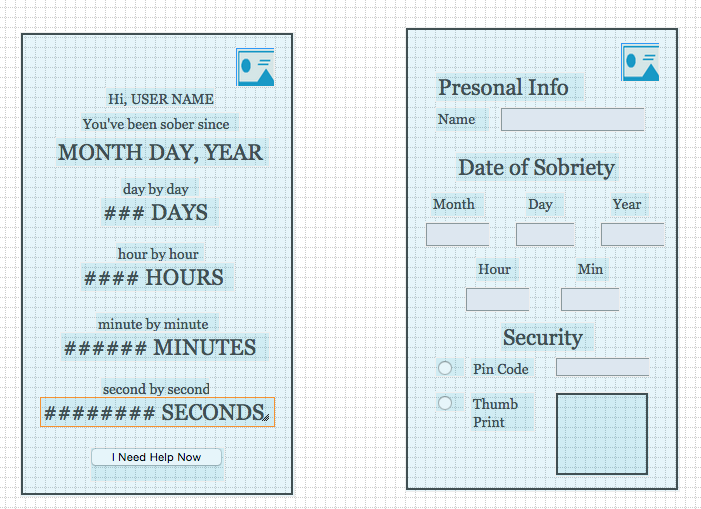 Hi, USER NAME
You've been sober since
MONTH DAY, YEAR
day by day
### DAYS
hour by hour
#### HOURS
minute by minute
###### MINUTES
second by second
######## SECONDS
I Need Help Now
Presonal Info
Name
Date of Sobriety
Month Day Year
Hour Min
Security
Pin Code
Thumb
Print